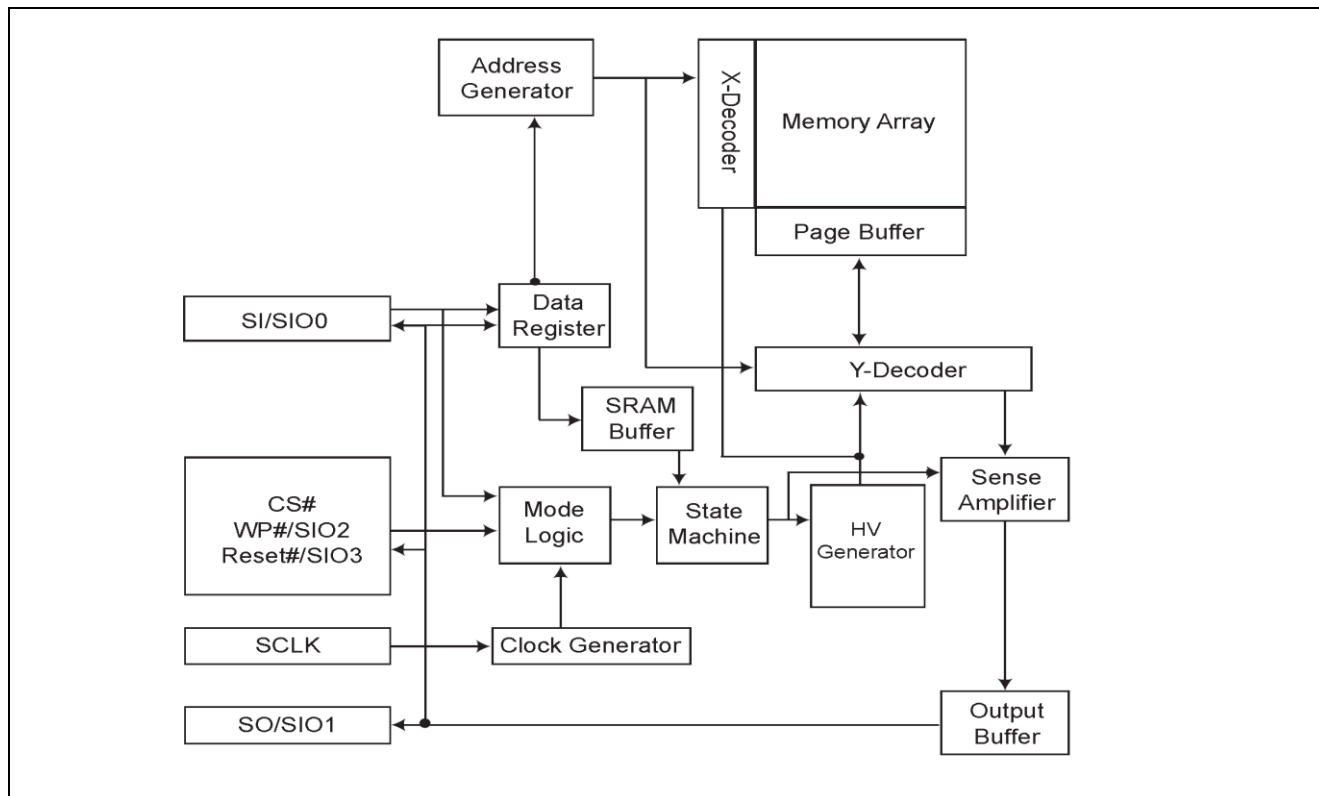 Address
Generator
X-Decoder
Memory Array
Page Buffer
SI/SIO0
Data
Register
Y-Decoder
SRAM
Buffer
CS#
WP#/SIO2
Reset#/SIO3
Mode
Logic
State
Machine
HV
Generator
Sense
Amplifier
SCLK
Clock Generator
SO/SIO1
Output
Buffer